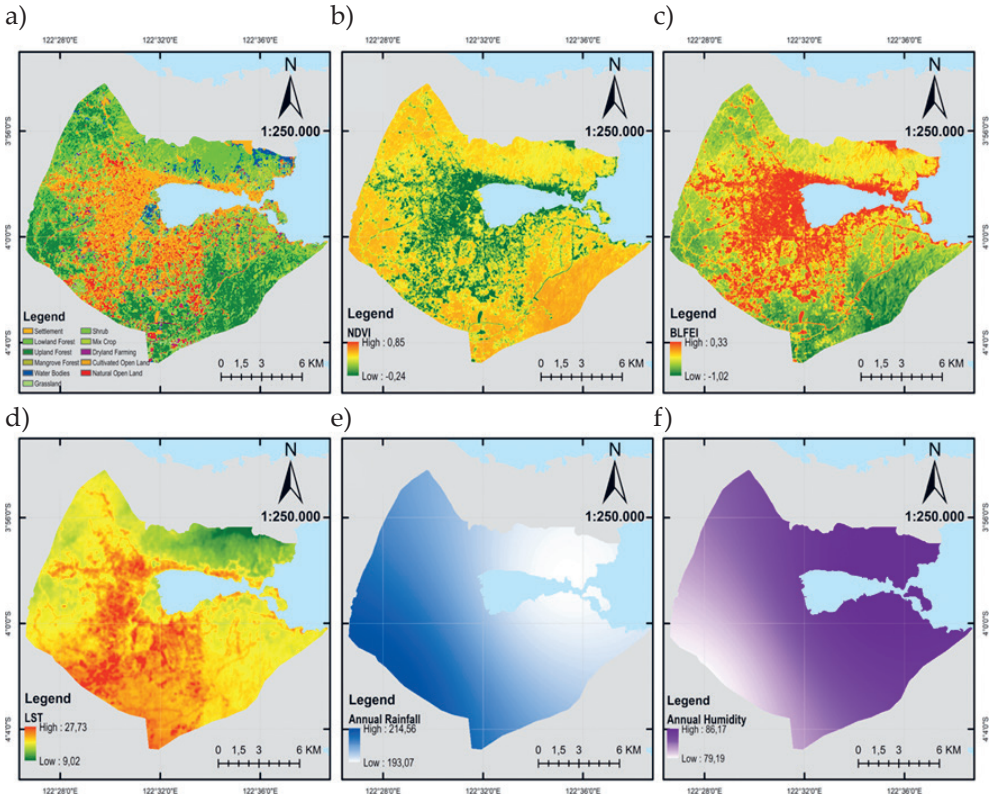 a)
b)
c)
122°28'0"E 122°32'0"E 122°36'0"E
122°28'0"E 122°32'0"E 122°36'0"E
122°28'0"E 122°32'0"E 122°36'0"E
N
1:250.000
3°56'0"S
4°0'0"S
4°4'0"S
Legend
Settlement
Lowland Forest
Upland Forest
Mangrove Forest
Water Bodies
Grassland
Shrub
Mix Crop
Dryland Farming
Cultivated Open Land
Natural Open Land
0 1,5 3 6 KM
N
1:250.000
Legend
NDVI
High : 0,85
Low : -0,24
0 1,5 3 6 KM
N
1:250.000
3°56'0"S
4°0'0"S
4°4'0"S
Legend
BLFEI
High : 0,33
Low : -1,02
0 1,5 3 6 KM
d)
e)
f)
N
1:250.000
3°56'0"S
4°0'0"S
4°4'0"S
Legend
LST
High : 27,73
Low : 9,02
0 1,5 3 6 KM
N
1:250.000
Legend
Annual Rainfall
High : 214,56
Low : 193,07
0 1,5 3 6 KM
N
1:250.000
3°56'0"S
4°0'0"S
4°4'0"S
Legend
Annual Humidity
High : 86,17
Low : 79,19
0 1,5 3 6 KM
122°28'0"E 122°32'0"E 122°36'0"E
122°28'0"E 122°32'0"E 122°36'0"E
122°28'0"E 122°32'0"E 122°36'0"E